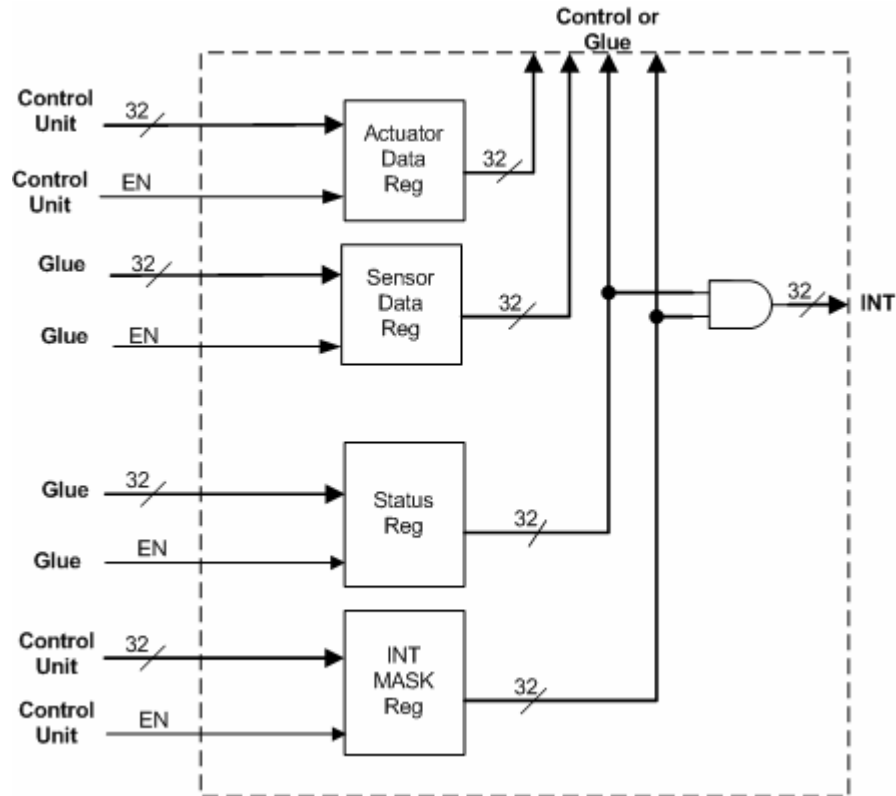 Control or
Glue
Control
Unit
32
Actuator
Data
Reg
32
Control
Unit
EN
Glue
32
Sensor
Data
Reg
32
Glue
EN
32
INT
Glue
32
Status
Reg
32
Glue
EN
Control
Unit
32
INT
MASK
Reg
32
Control
Unit
EN